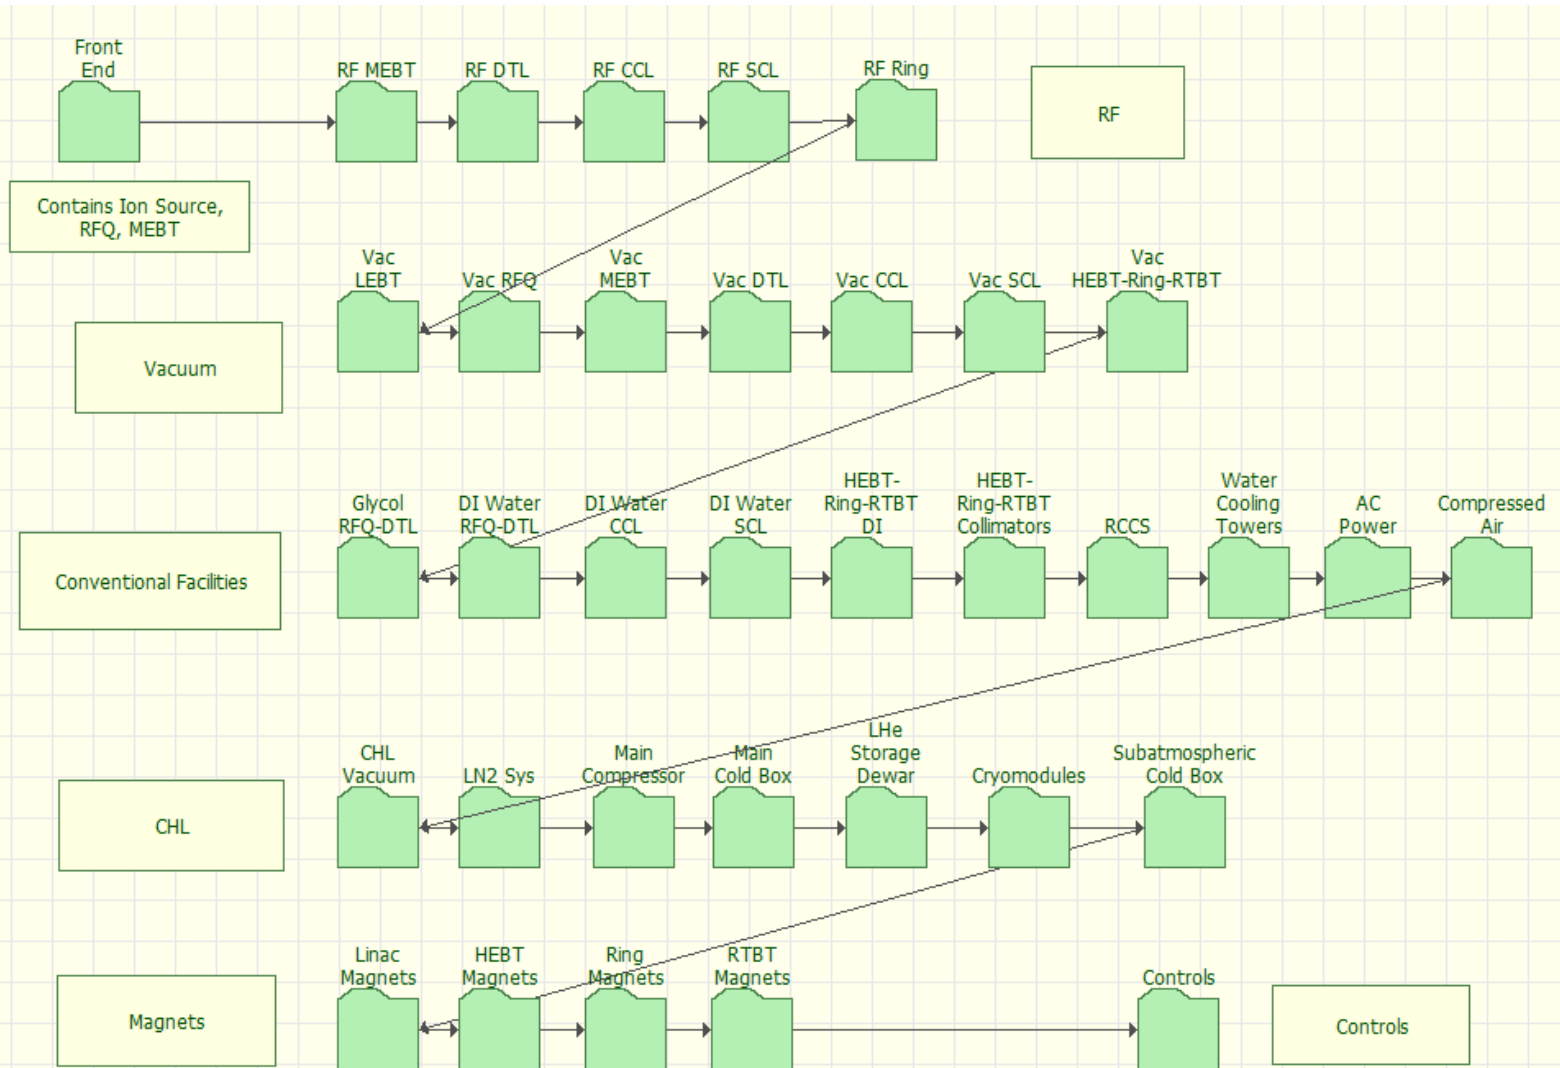 Front
End
RF MEBT
RF DTL
RF CCL
RF SCL
RF Ring
RF
Contains Ion Source,
RFQ, MEBT
Vac
LEBT
Vac RFQ
Vac
MEBT
Vac DTL
Vac CCL
Vac SCL
Vac
HEBT-Ring-RTBT
Vacuum
Glycol
RFQ-DTL
DI Water
RFQ-DTL
DI Water
CCL
DI Water
SCL
HEBT-
Ring-RTBT
DI
HEBT-
Ring-RTBT
Collimators
RCCS
Water
Cooling
Towers
AC
Power
Compressed
Air
Conventional Facilities
CHL
Vacuum
LN2 Sys
Main
Compressor
Main
Cold Box
LHe
Storage
Dewar
Cryomodules
Subatmospheric
Cold Box
CHL
Linac
Magnets
HEBT
Magnets
Ring
Magnets
RTBT
Magnets
Controls
Magnets
Controls